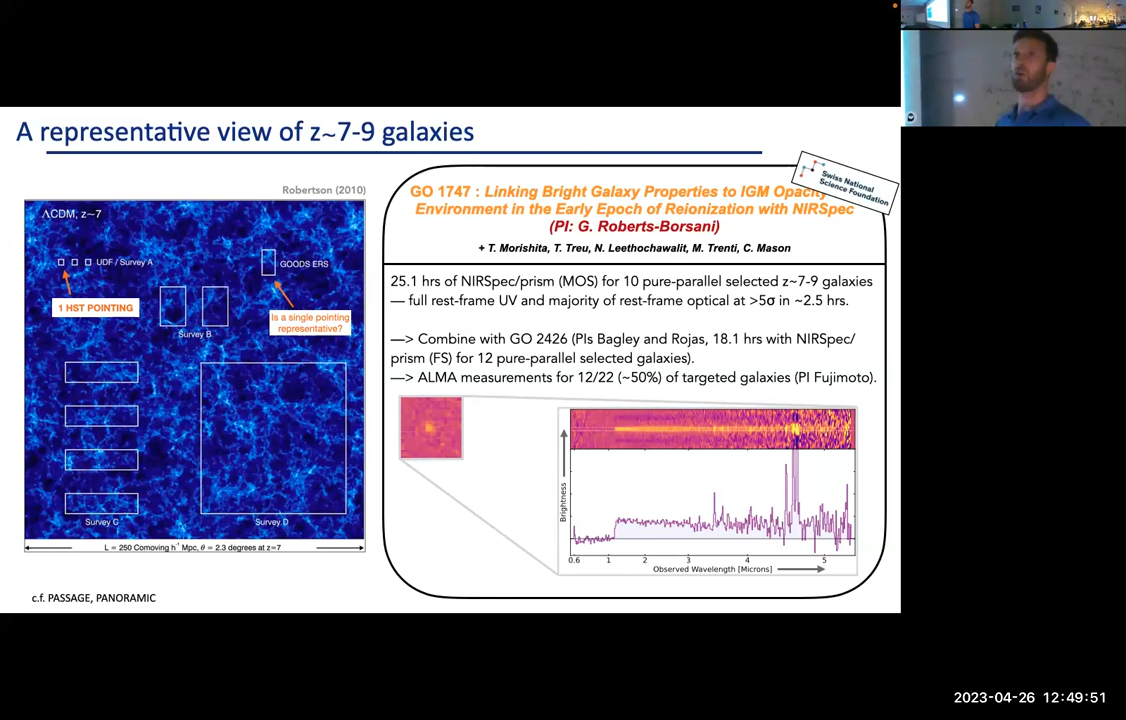 A representative view of z~7-9 galaxies
Robertson (2010)
ΛCDM, z~7
UDF / Survey A
GOODS ERS
1 HST POINTING
Is a single pointing
representative?
Survey B
Survey C
Survey D
L = 250 Comoving h⁻¹ Mpc, θ = 2.3 degrees at z=7
c.f. PASSAGE, PANORAMIC
Swiss National
Science Foundation
GO 1747 : Linking Bright Galaxy Properties to IGM Opacity
Environment in the Early Epoch of Reionization with NIRSpec
(PI: G. Roberts-Borsani)
+ T. Morishita, T. Treu, N. Leethochawalit, M. Trenti, C. Mason
25.1 hrs of NIRSpec/prism (MOS) for 10 pure-parallel selected z~7-9 galaxies
— full rest-frame UV and majority of rest-frame optical at >5σ in ~2.5 hrs.
—> Combine with GO 2426 (PIs Bagley and Rojas, 18.1 hrs with NIRSpec/
prism (FS) for 12 pure-parallel selected galaxies).
—> ALMA measurements for 12/22 (~50%) of targeted galaxies (PI Fujimoto).
Brightness
0.6 1 2 3 4 5
Observed Wavelength [Microns]
2023-04-26 12:49:51